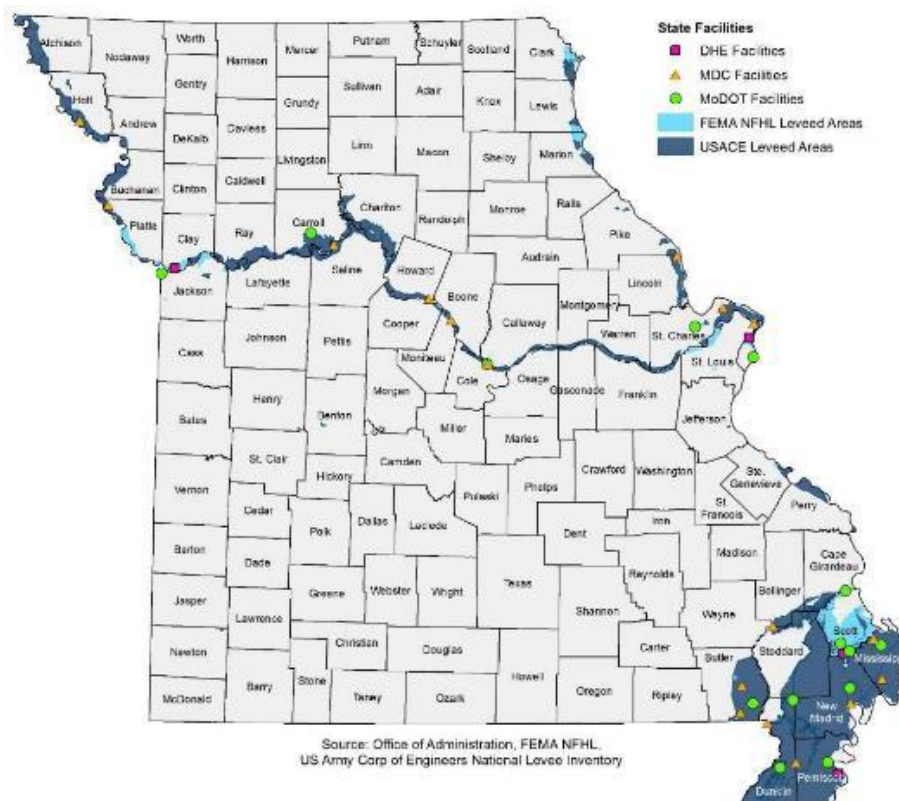 State Facilities
DHE Facilities
MDC Facilities
MoDOT Facilities
FEMA NFHL Leveed Areas
USACE Leveed Areas
Atchison
Nodaway
Worth
Harrison
Mercer
Putnam
Schuyler
Scotland
Clark
Holt
Gentry
Grundy
Sullivan
Adair
Knox
Lewis
Andrew
DeKalb
Daviess
Livingston
Linn
Macon
Shelby
Marion
Buchanan
Clinton
Caldwell
Chariton
Randolph
Monroe
Ralls
Platte
Clay
Ray
Carroll
Pike
Audrain
Jackson
Lafayette
Saline
Howard
Boone
Callaway
Montgomery
Lincoln
Warren
St. Charles
St. Louis
Cass
Johnson
Pettis
Cooper
Moniteau
Cole
Osage
Gasconade
Franklin
Jefferson
Bates
Henry
Benton
Morgan
Miller
Maries
St. Clair
Hickory
Camden
Pulaski
Phelps
Crawford
Washington
St. Francois
Ste. Genevieve
Perry
Vernon
Cedar
Polk
Dallas
Laclede
Dent
Iron
Madison
Cape Girardeau
Barton
Dade
Greene
Webster
Wright
Texas
Shannon
Reynolds
Wayne
Bollinger
Scott
Jasper
Lawrence
Christian
Douglas
Howell
Carter
Butler
Stoddard
Mississippi
Newton
McDonald
Barry
Stone
Taney
Ozark
Oregon
Ripley
New Madrid
Dunklin
Pemiscot
Source: Office of Administration, FEMA NFHL,
US Army Corp of Engineers National Levee Inventory